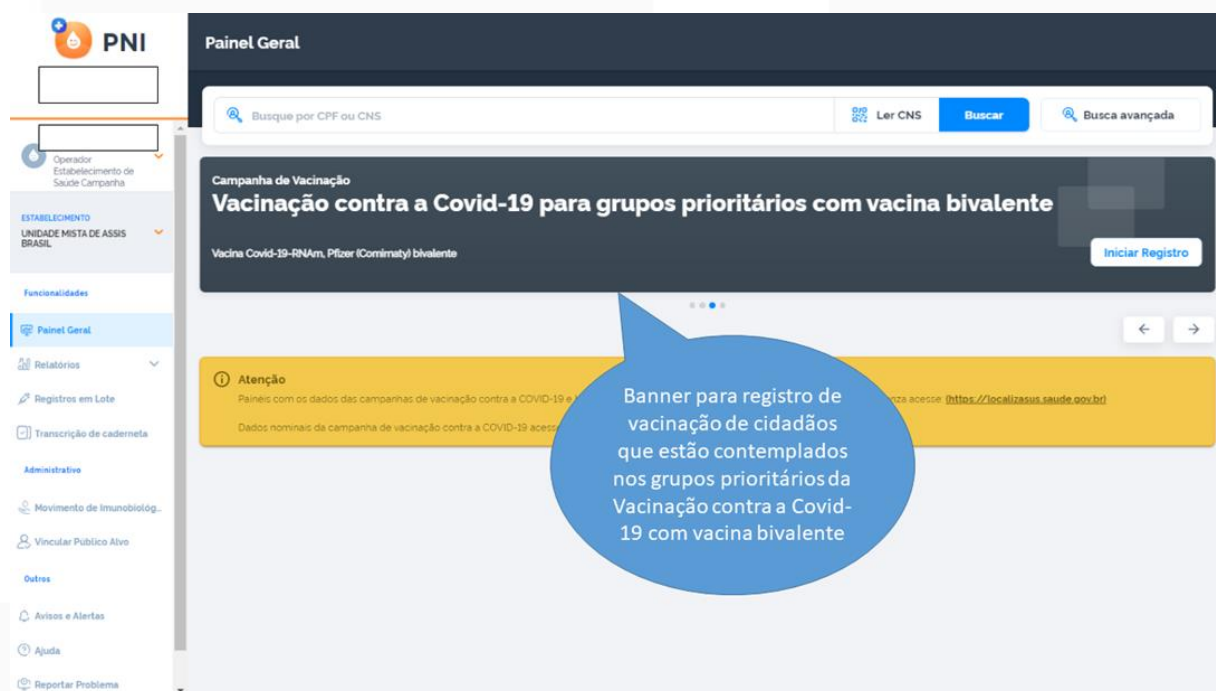 PNI
Painel Geral
Busque por CPF ou CNS
Ler CNS
Buscar
Busca avançada
Operador
Estabelecimento de
Saúde Campanha
ESTABELECIMENTO
UNIDADE MISTA DE ASSIS
BRASIL
Funcionalidades
Painel Geral
Relatórios
Registros em Lote
Transcrição de caderneta
Administrativo
Movimento de Imunobiológ...
Vincular Público Alvo
Outros
Avisos e Alertas
Ajuda
Reportar Problema
Campanha de Vacinação
Vacinação contra a Covid-19 para grupos prioritários com vacina bivalente
Vacina Covid-19-RNAm, Pfizer (Comirnaty) bivalente
Iniciar Registro
Atenção
Painéis com os dados das campanhas de vacinação contra a COVID-19 e acesse: (https://localizasus.saude.gov.br)
Dados nominais da campanha de vacinação contra a COVID-19
Banner para registro de
vacinação de cidadãos
que estão contemplados
nos grupos prioritários da
Vacinação contra a Covid-
19 com vacina bivalente